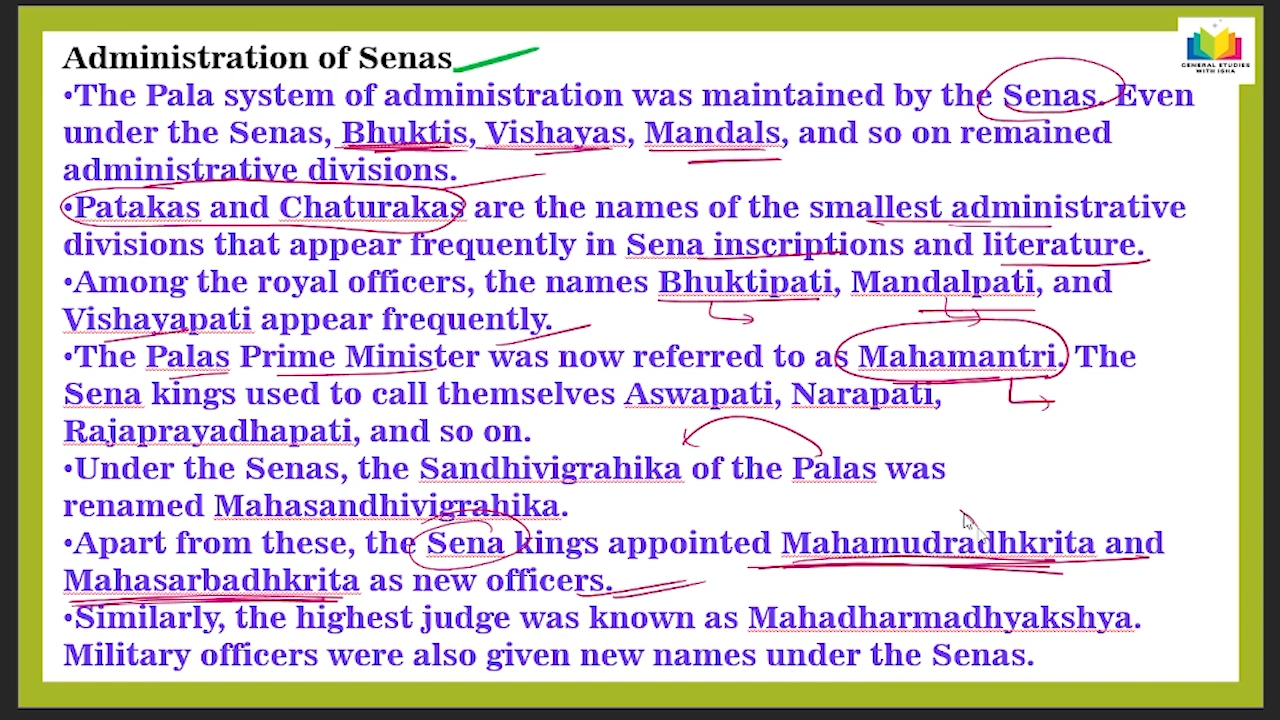 Administration of Senas
•The Pala system of administration was maintained by the Senas. Even
under the Senas, Bhuktis, Vishayas, Mandals, and so on remained
administrative divisions.
•Patakas and Chaturakas are the names of the smallest administrative
divisions that appear frequently in Sena inscriptions and literature.
•Among the royal officers, the names Bhuktipati, Mandalpati, and
Vishayapati appear frequently.
•The Palas Prime Minister was now referred to as Mahamantri. The
Sena kings used to call themselves Aswapati, Narapati,
Rajaprayadhapati, and so on.
•Under the Senas, the Sandhivigrahika of the Palas was
renamed Mahasandhivigrahika.
•Apart from these, the Sena kings appointed Mahamudradhkrita and
Mahasarbadhkrita as new officers.
•Similarly, the highest judge was known as Mahadharmadhyakshya.
Military officers were also given new names under the Senas.
GENERAL STUDIES
WITH ISHA